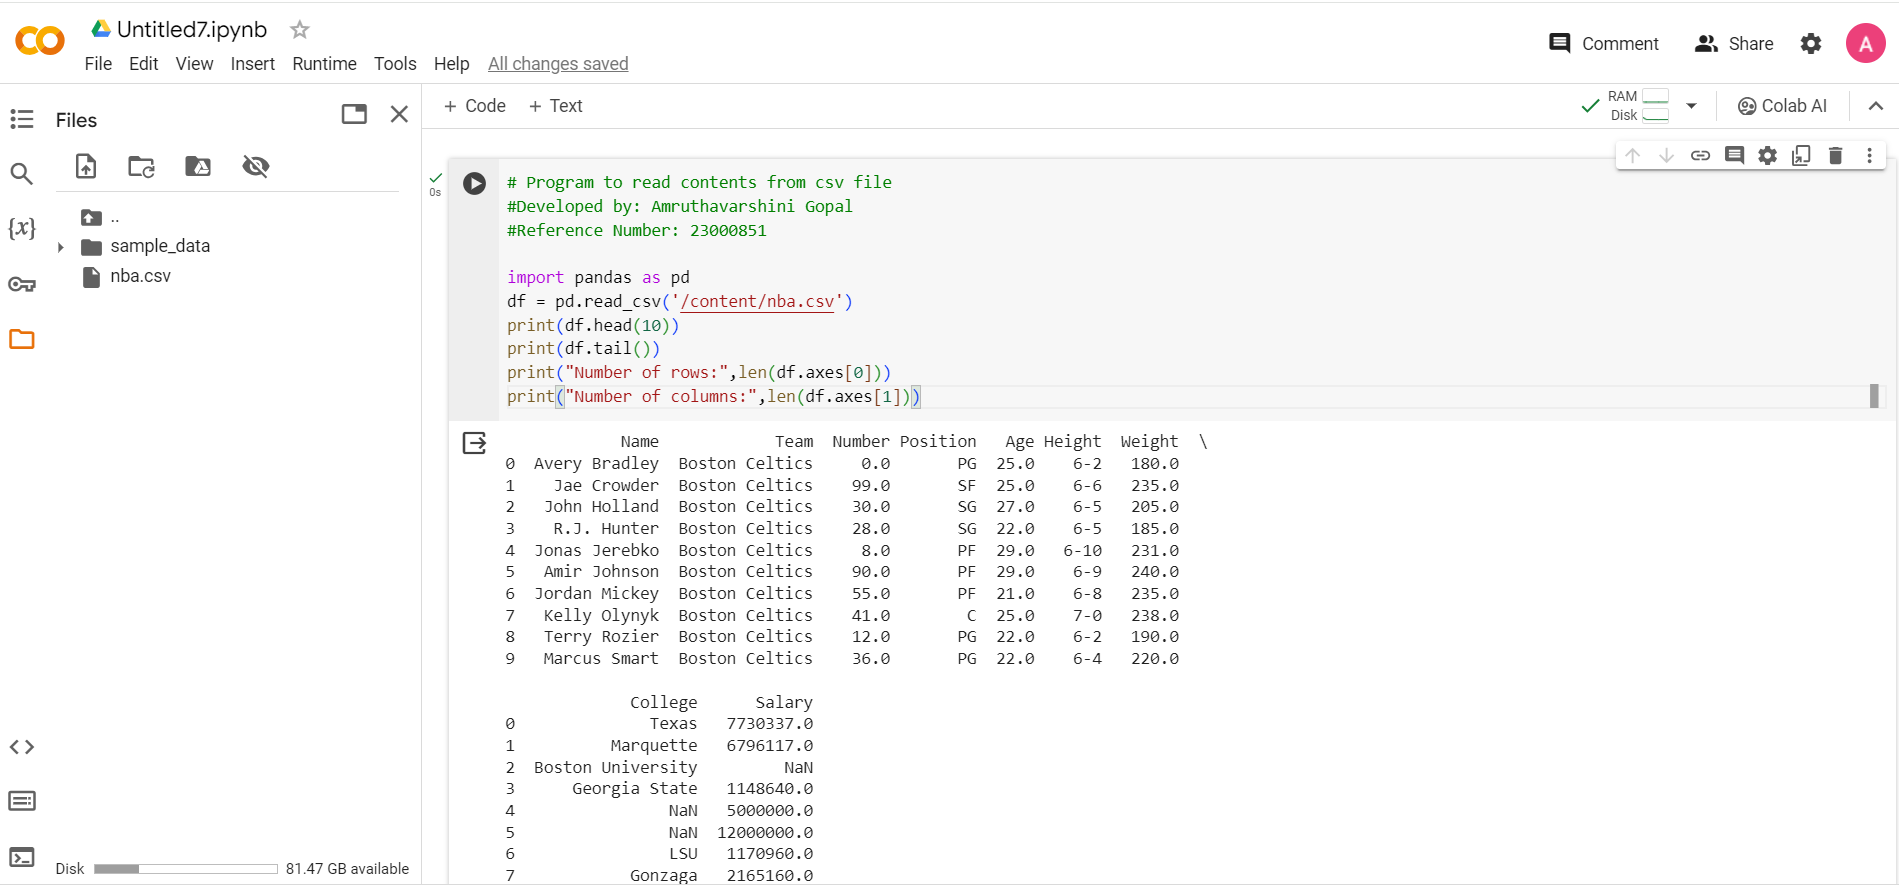 Untitled7.ipynb
File Edit View Insert Runtime Tools Help All changes saved
Comment Share A
Files
+ Code + Text
RAM
Disk
Colab AI
..
sample_data
nba.csv
{x}
0s
# Program to read contents from csv file
#Developed by: Amruthavarshini Gopal
#Reference Number: 23000851
import pandas as pd
df = pd.read_csv('/content/nba.csv')
print(df.head(10))
print(df.tail())
print("Number of rows:",len(df.axes[0]))
print("Number of columns:",len(df.axes[1]))
Name Team Number Position Age Height Weight \
0 Avery Bradley Boston Celtics 0.0 PG 25.0 6-2 180.0
1 Jae Crowder Boston Celtics 99.0 SF 25.0 6-6 235.0
2 John Holland Boston Celtics 30.0 SG 27.0 6-5 205.0
3 R.J. Hunter Boston Celtics 28.0 SG 22.0 6-5 185.0
4 Jonas Jerebko Boston Celtics 8.0 PF 29.0 6-10 231.0
5 Amir Johnson Boston Celtics 90.0 PF 29.0 6-9 240.0
6 Jordan Mickey Boston Celtics 55.0 PF 21.0 6-8 235.0
7 Kelly Olynyk Boston Celtics 41.0 C 25.0 7-0 238.0
8 Terry Rozier Boston Celtics 12.0 PG 22.0 6-2 190.0
9 Marcus Smart Boston Celtics 36.0 PG 22.0 6-4 220.0
College Salary
0 Texas 7730337.0
1 Marquette 6796117.0
2 Boston University NaN
3 Georgia State 1148640.0
4 NaN 5000000.0
5 NaN 12000000.0
6 LSU 1170960.0
7 Gonzaga 2165160.0
Disk 81.47 GB available